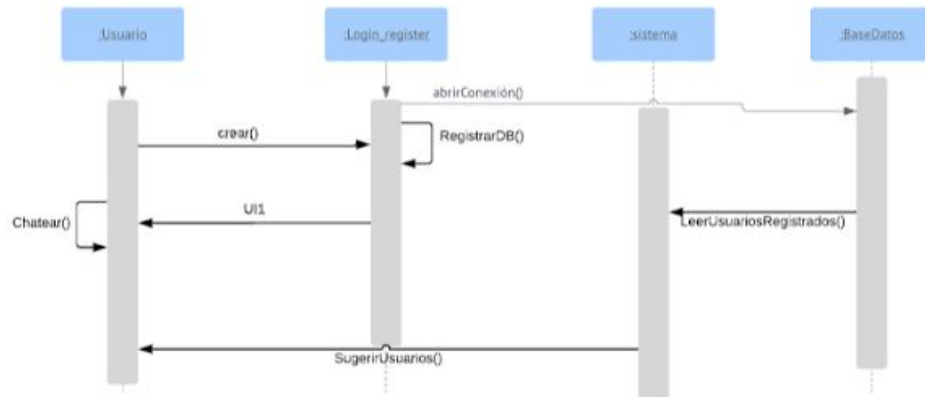 :Usuario
:Login_register
:sistema
:BaseDatos
abrirConexión()
crear()
RegistrarDB()
Chatear()
UI1
LeerUsuariosRegistrados()
SugerirUsuarios()